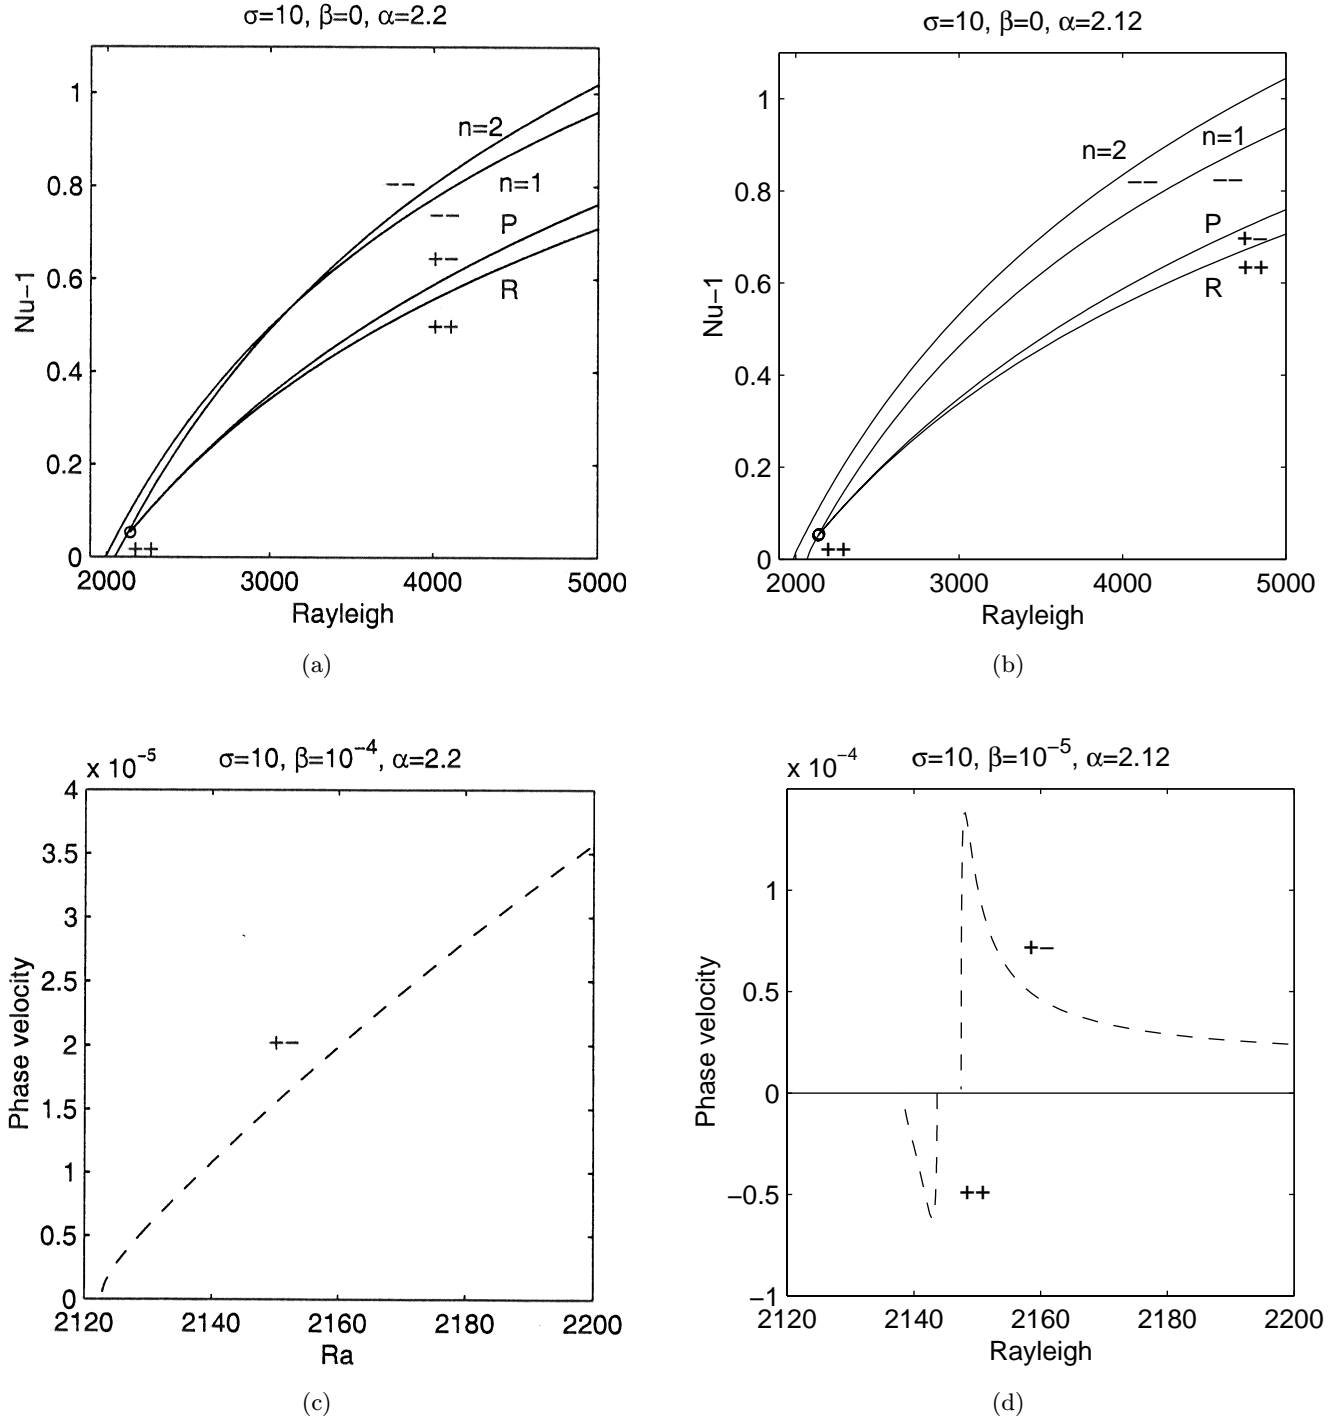 σ=10, β=0, α=2.2
1
0.8
0.6
0.4
0.2
0
Nu−1
n=2
−−
n=1
−−
P
+−
R
++
++
2000 3000 4000 5000
Rayleigh
(a)
σ=10, β=0, α=2.12
1
0.8
0.6
0.4
0.2
0
Nu−1
n=1
n=2
−− −−
P
+−
++
R
++
2000 3000 4000 5000
Rayleigh
(b)
x 10⁻⁵ σ=10, β=10⁻⁴, α=2.2
4
3.5
3
2.5
2
1.5
1
0.5
0
Phase velocity
+−
2120 2140 2160 2180 2200
Ra
(c)
x 10⁻⁴ σ=10, β=10⁻⁵, α=2.12
1
0.5
0
−0.5
−1
Phase velocity
+−
++
2120 2140 2160 2180 2200
Rayleigh
(d)